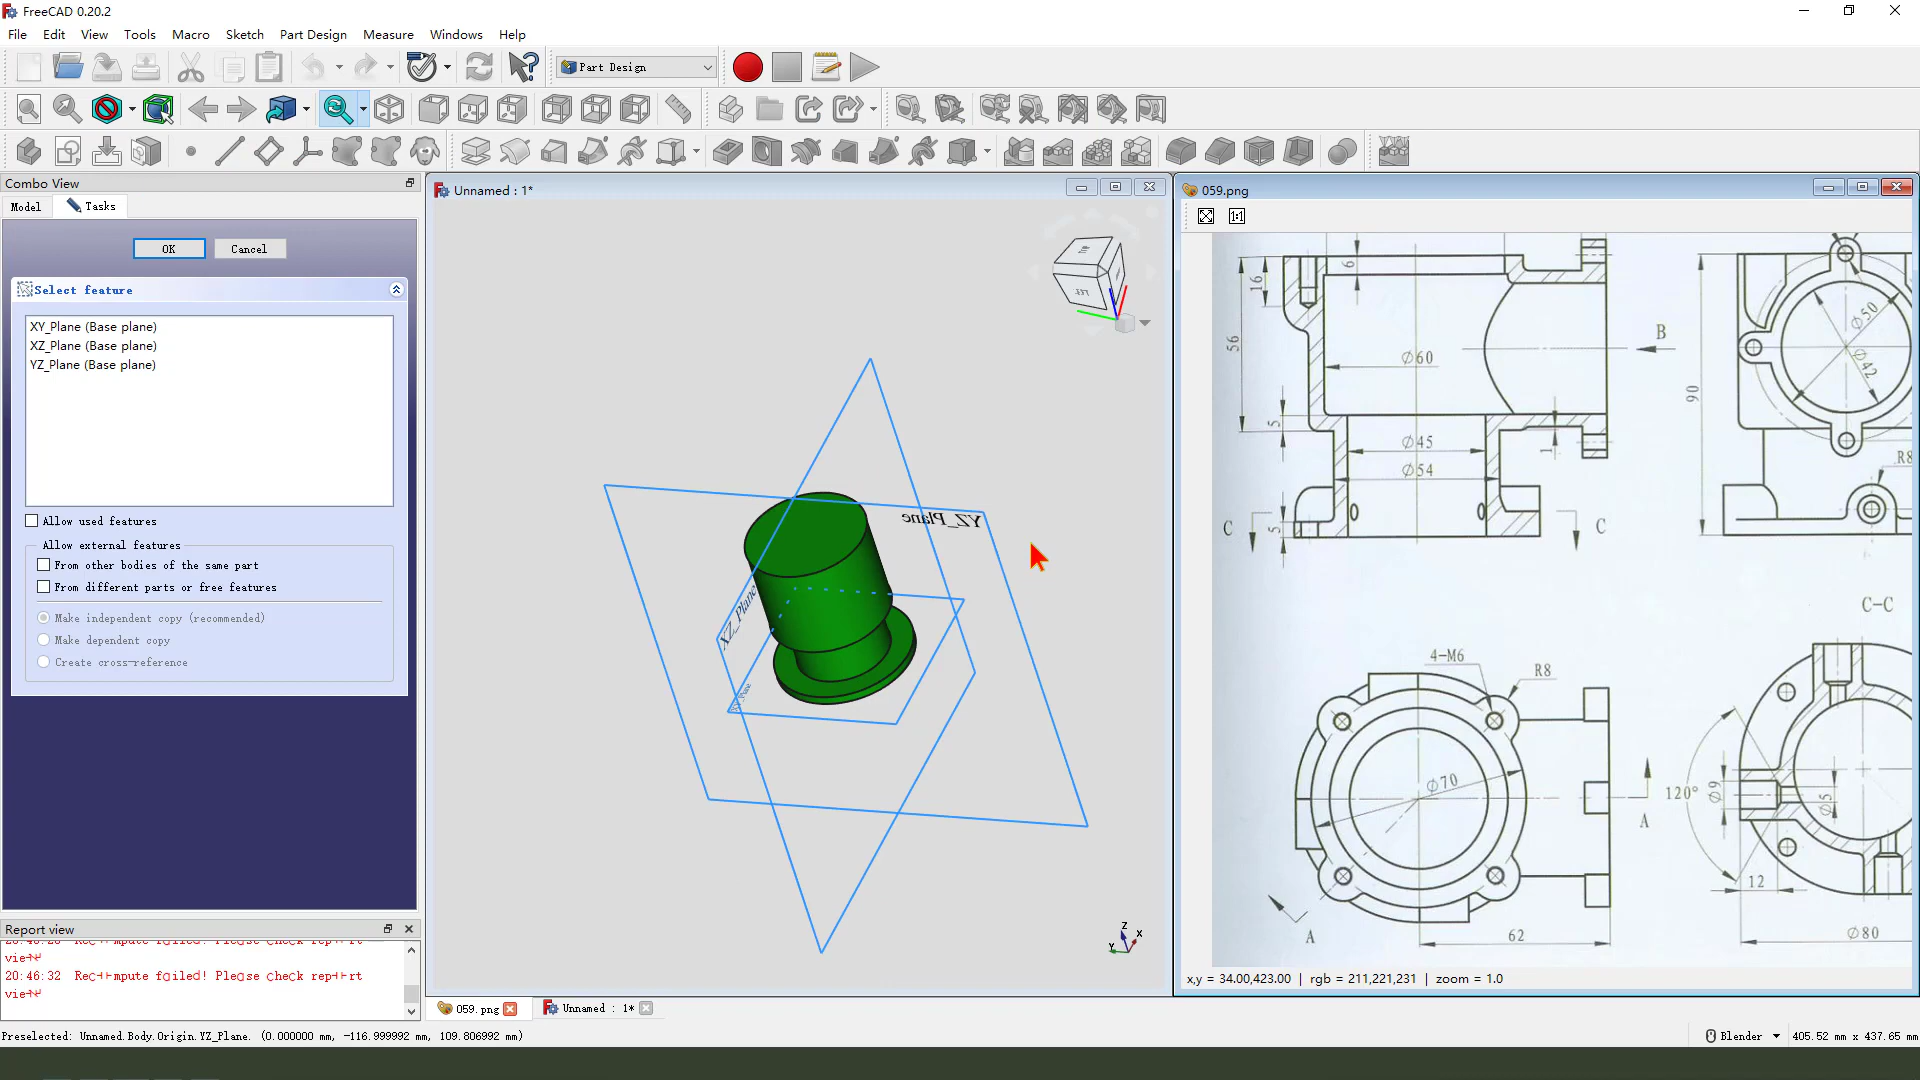 FreeCAD 0.20.2
File Edit View Tools Macro Sketch Part Design Measure Windows Help
Part Design
Combo View
Model Tasks
OK Cancel
Select feature
XY_Plane (Base plane)
XZ_Plane (Base plane)
YZ_Plane (Base plane)
Allow used features
Allow external features
From other bodies of the same part
From different parts or free features
Make independent copy (recommended)
Make dependent copy
Create cross-reference
Report view
20:46:32
Unnamed : 1*
YZ_Plane
XZ_Plane
Z
X
Y
059.png
1:1
6
16
56
Ø60
B
5
Ø45
Ø54
1
C
5
C
90
Ø50
Ø42
R8
C-C
4-M6
R8
Ø70
A
A
62
120°
Ø9
Ø5
12
Ø80
x,y = 34.00,423.00 | rgb = 211,221,231 | zoom = 1.0
059.png Unnamed : 1*
Preselected: Unnamed.Body.Origin.YZ_Plane. (0.000000 mm, -116.999992 mm, 109.806992 mm)
Blender 405.52 mm x 437.65 mm